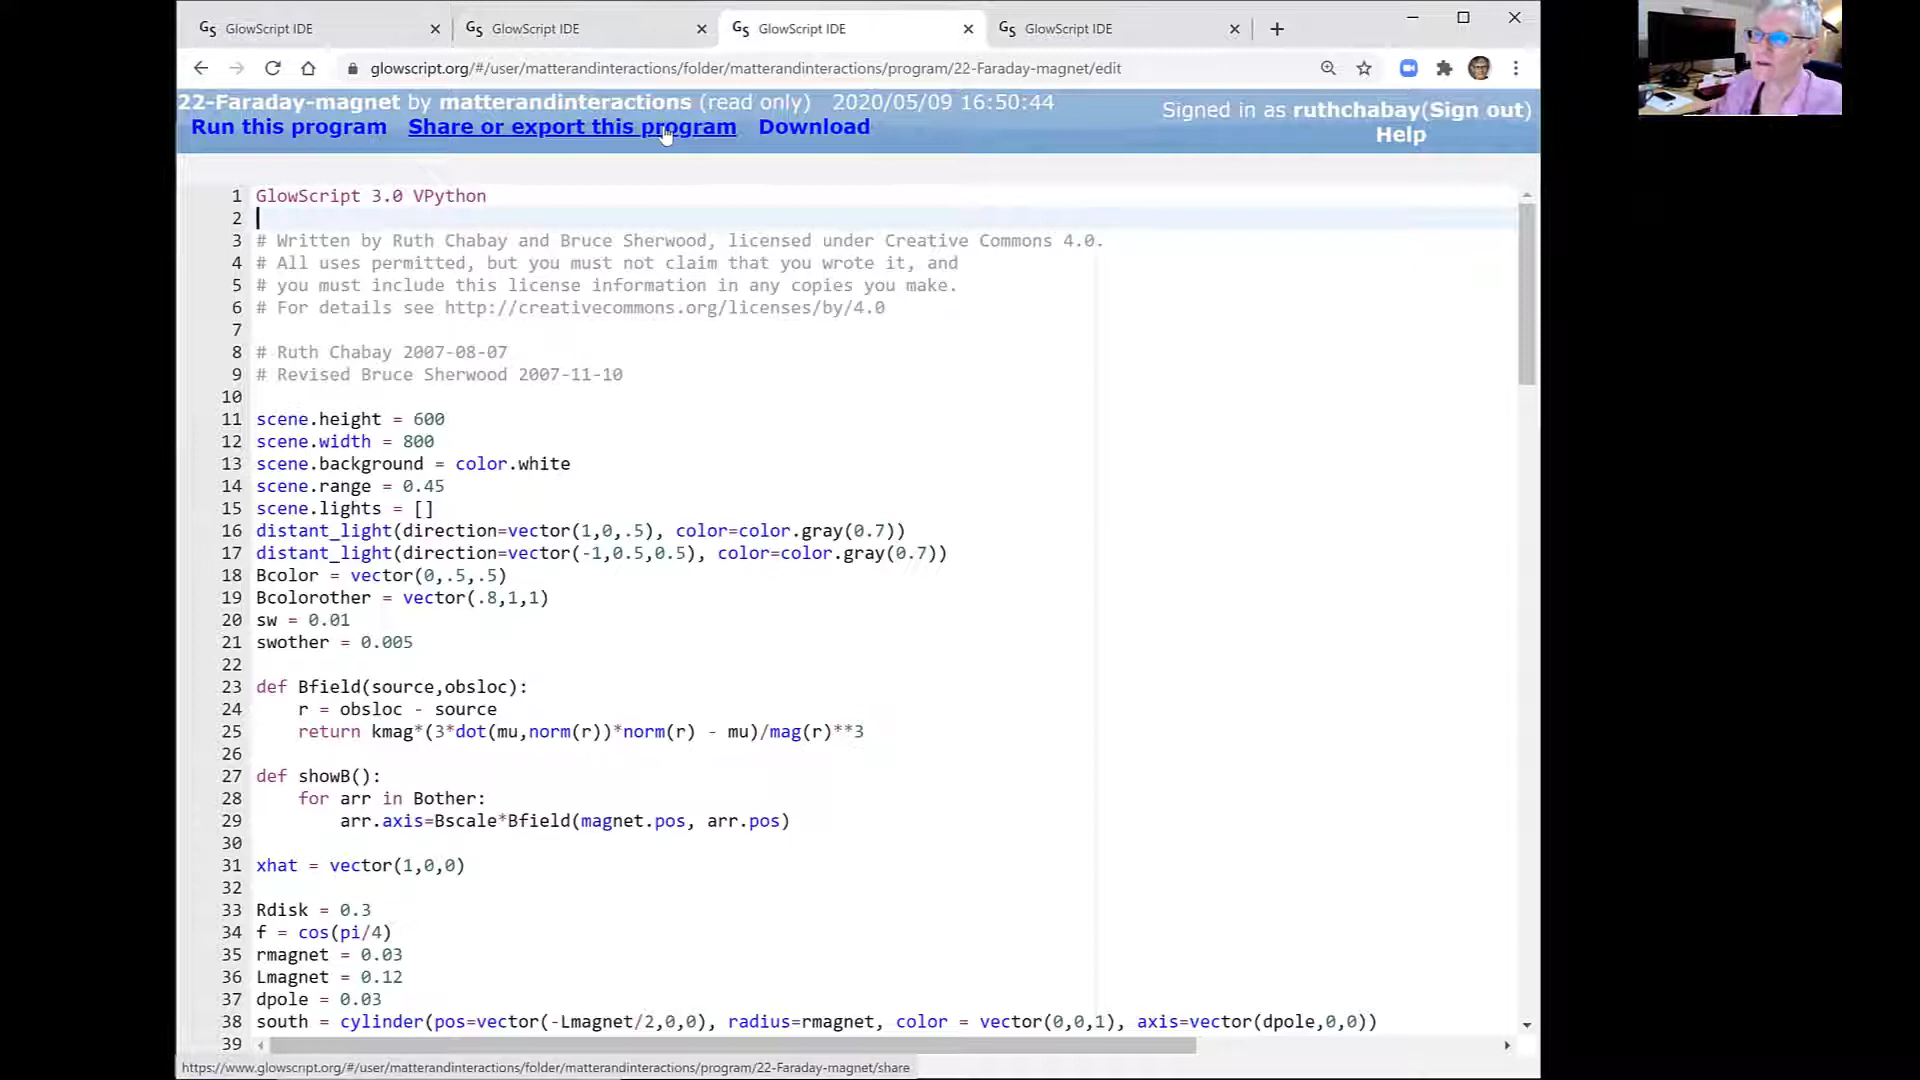 GlowScript IDE
GlowScript IDE
GlowScript IDE
GlowScript IDE
glowscript.org/#/user/matterandinteractions/folder/matterandinteractions/program/22-Faraday-magnet/edit
22-Faraday-magnet by matterandinteractions (read only) 2020/05/09 16:50:44
Signed in as ruthchabay(Sign out)
Run this program Share or export this program Download
Help
1 GlowScript 3.0 VPython
2
3 # Written by Ruth Chabay and Bruce Sherwood, licensed under Creative Commons 4.0.
4 # All uses permitted, but you must not claim that you wrote it, and
5 # you must include this license information in any copies you make.
6 # For details see http://creativecommons.org/licenses/by/4.0
7
8 # Ruth Chabay 2007-08-07
9 # Revised Bruce Sherwood 2007-11-10
10
11 scene.height = 600
12 scene.width = 800
13 scene.background = color.white
14 scene.range = 0.45
15 scene.lights = []
16 distant_light(direction=vector(1,0,.5), color=color.gray(0.7))
17 distant_light(direction=vector(-1,0.5,0.5), color=color.gray(0.7))
18 Bcolor = vector(0,.5,.5)
19 Bcolorother = vector(.8,1,1)
20 sw = 0.01
21 swother = 0.005
22
23 def Bfield(source,obsloc):
24 r = obsloc - source
25 return kmag*(3*dot(mu,norm(r))*norm(r) - mu)/mag(r)**3
26
27 def showB():
28 for arr in Bother:
29 arr.axis=Bscale*Bfield(magnet.pos, arr.pos)
30
31 xhat = vector(1,0,0)
32
33 Rdisk = 0.3
34 f = cos(pi/4)
35 rmagnet = 0.03
36 Lmagnet = 0.12
37 dpole = 0.03
38 south = cylinder(pos=vector(-Lmagnet/2,0,0), radius=rmagnet, color = vector(0,0,1), axis=vector(dpole,0,0))
39
https://www.glowscript.org/#/user/matterandinteractions/folder/matterandinteractions/program/22-Faraday-magnet/share